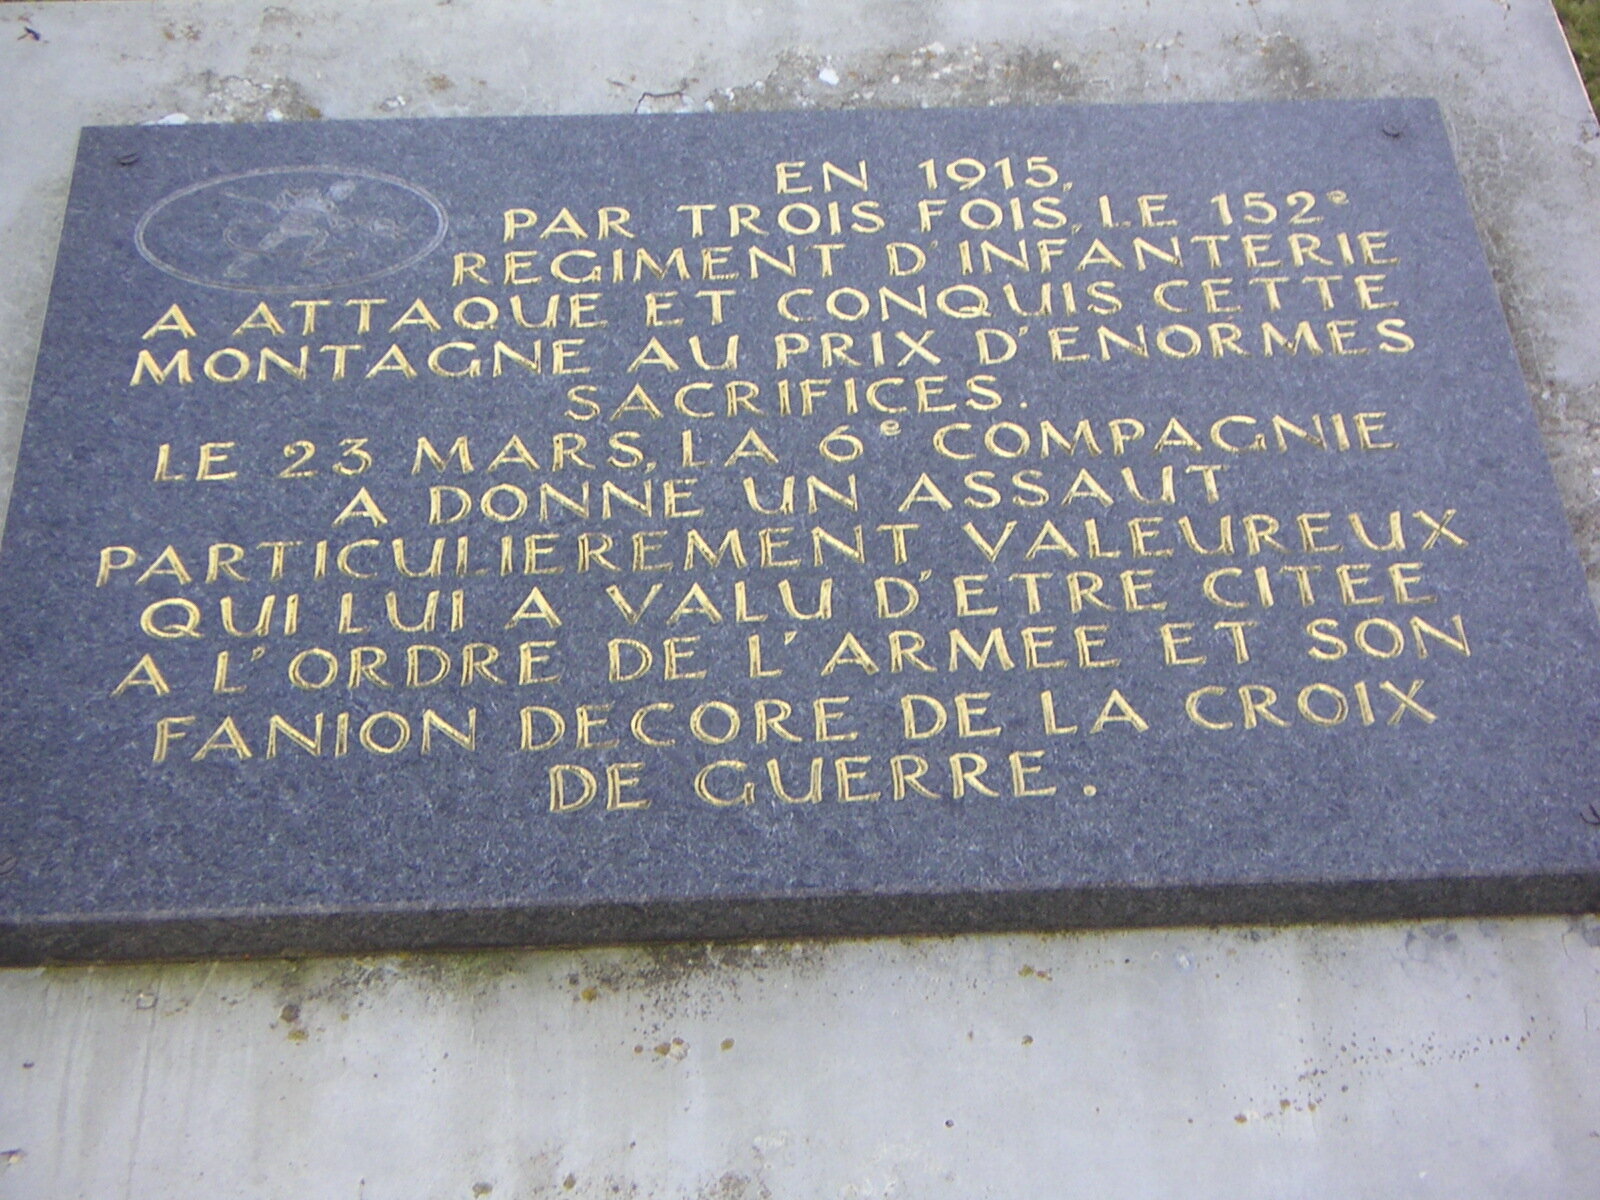 EN 1915,
PAR TROIS FOIS, LE 152e
REGIMENT D'INFANTERIE
A ATTAQUE ET CONQUIS CETTE
MONTAGNE AU PRIX D'ENORMES
SACRIFICES.
LE 23 MARS, LA 6e COMPAGNIE
A DONNE UN ASSAUT
PARTICULIEREMENT VALEUREUX
QUI LUI A VALU D'ETRE CITEE
A L'ORDRE DE L'ARMEE ET SON
FANION DECORE DE LA CROIX
DE GUERRE.